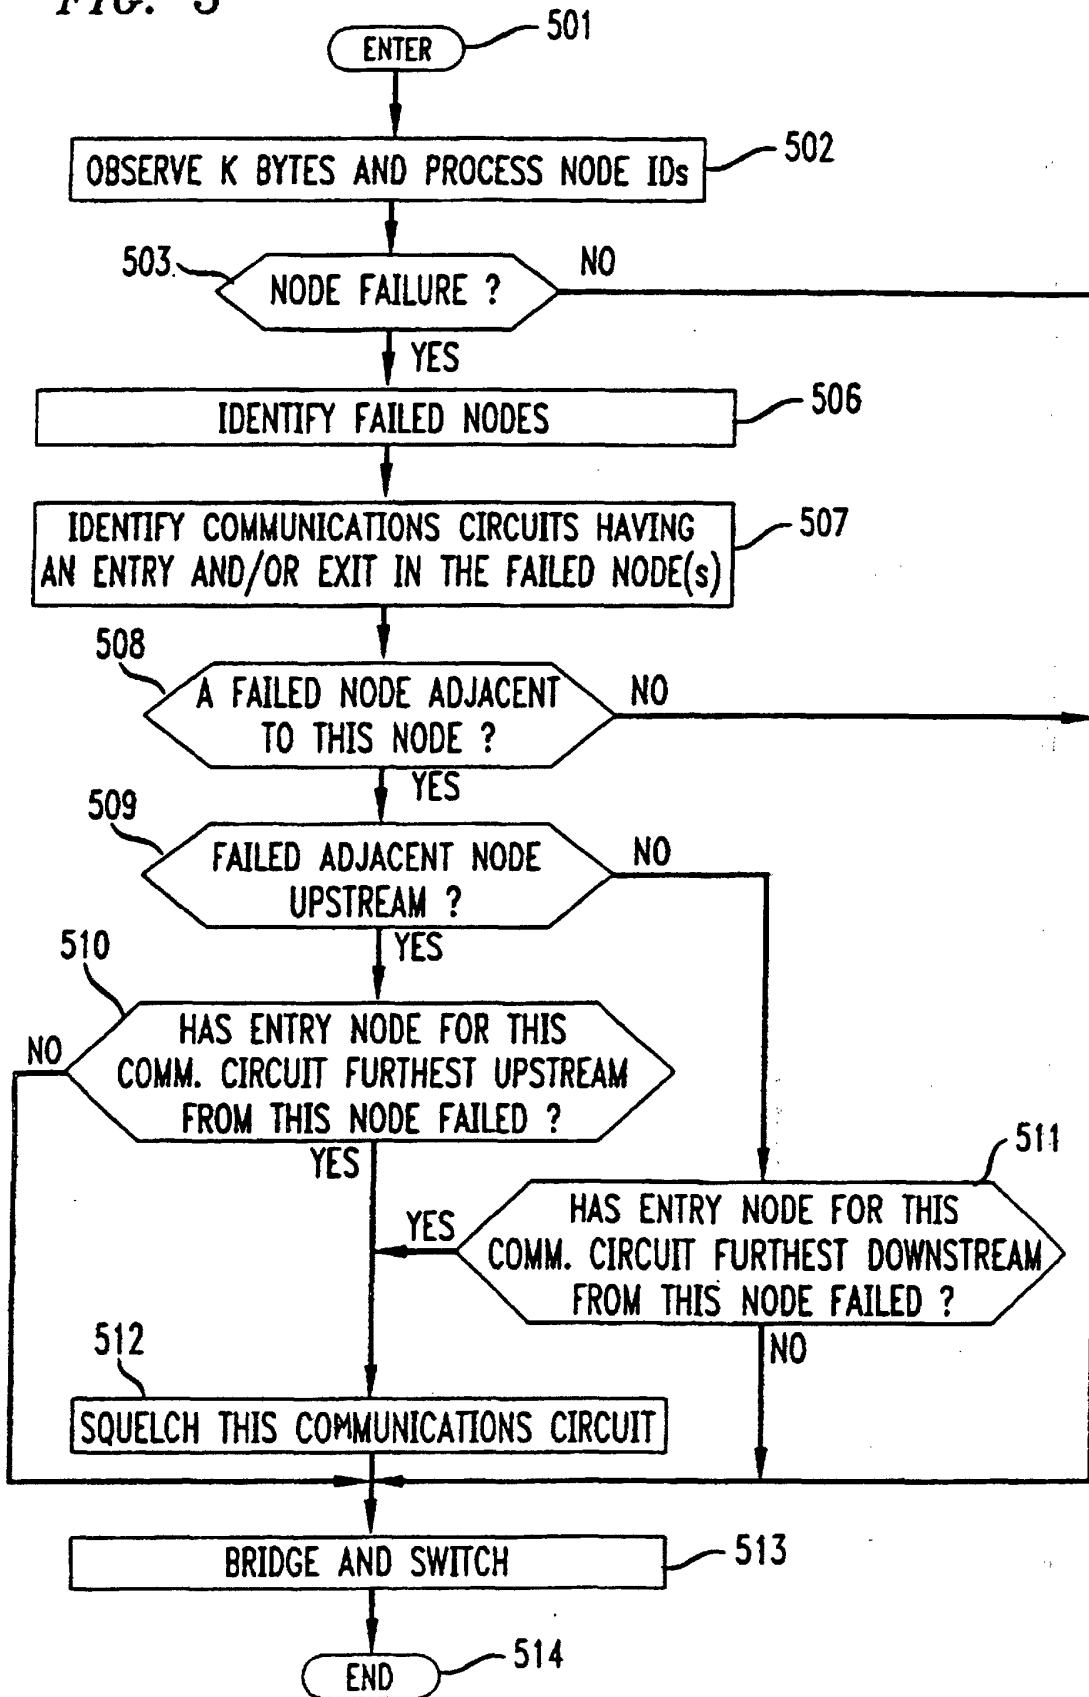 FIG. 5
ENTER
501
OBSERVE K BYTES AND PROCESS NODE IDs
502
503
NODE FAILURE ?
NO
YES
IDENTIFY FAILED NODES
506
IDENTIFY COMMUNICATIONS CIRCUITS HAVING
AN ENTRY AND/OR EXIT IN THE FAILED NODE(s)
507
508
A FAILED NODE ADJACENT
TO THIS NODE ?
NO
YES
509
FAILED ADJACENT NODE
UPSTREAM ?
NO
YES
510
HAS ENTRY NODE FOR THIS
COMM. CIRCUIT FURTHEST UPSTREAM
FROM THIS NODE FAILED ?
NO
YES
511
HAS ENTRY NODE FOR THIS
COMM. CIRCUIT FURTHEST DOWNSTREAM
FROM THIS NODE FAILED ?
YES
NO
512
SQUELCH THIS COMMUNICATIONS CIRCUIT
BRIDGE AND SWITCH
513
END
514